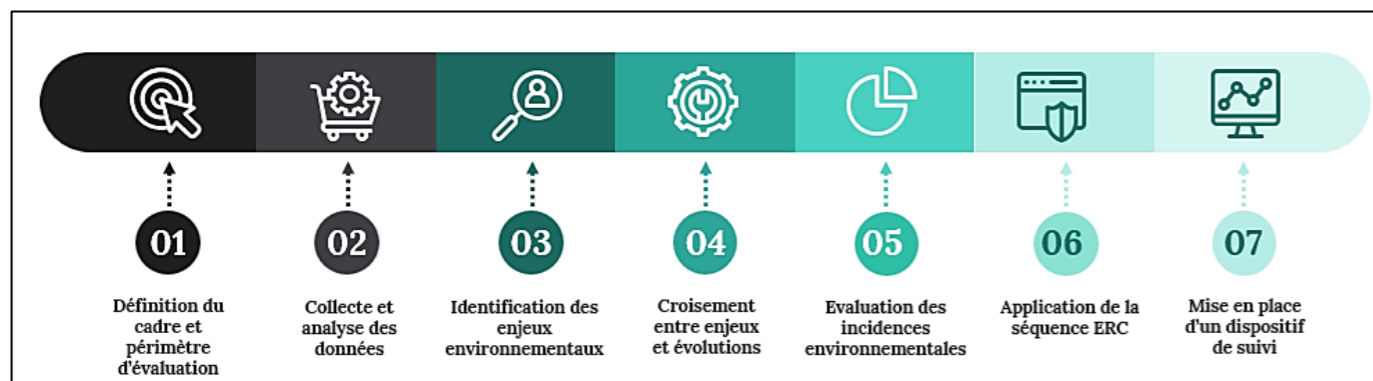 01
Définition du
cadre et
périmètre
d'évaluation
02
Collecte et
analyse des
données
03
Identification des
enjeux
environnementaux
04
Croisement
entre enjeux
et évolutions
05
Evaluation des
incidences
environnementales
06
Application de la
séquence ERC
07
Mise en place
d'un dispositif
de suivi